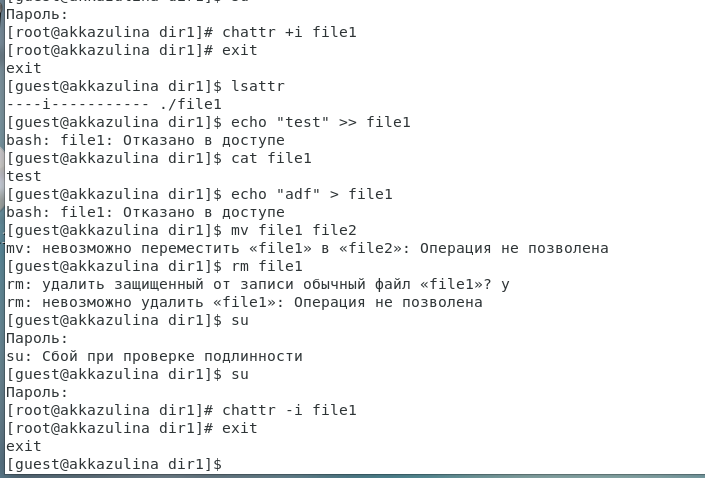 Пароль:
[root@akkazulina dir1]# chattr +i file1
[root@akkazulina dir1]# exit
exit
[guest@akkazulina dir1]$ lsattr
----i----------- ./file1
[guest@akkazulina dir1]$ echo "test" >> file1
bash: file1: Отказано в доступе
[guest@akkazulina dir1]$ cat file1
test
[guest@akkazulina dir1]$ echo "adf" > file1
bash: file1: Отказано в доступе
[guest@akkazulina dir1]$ mv file1 file2
mv: невозможно переместить «file1» в «file2»: Операция не позволена
[guest@akkazulina dir1]$ rm file1
rm: удалить защищенный от записи обычный файл «file1»? y
rm: невозможно удалить «file1»: Операция не позволена
[guest@akkazulina dir1]$ su
Пароль:
su: Сбой при проверке подлинности
[guest@akkazulina dir1]$ su
Пароль:
[root@akkazulina dir1]# chattr -i file1
[root@akkazulina dir1]# exit
exit
[guest@akkazulina dir1]$